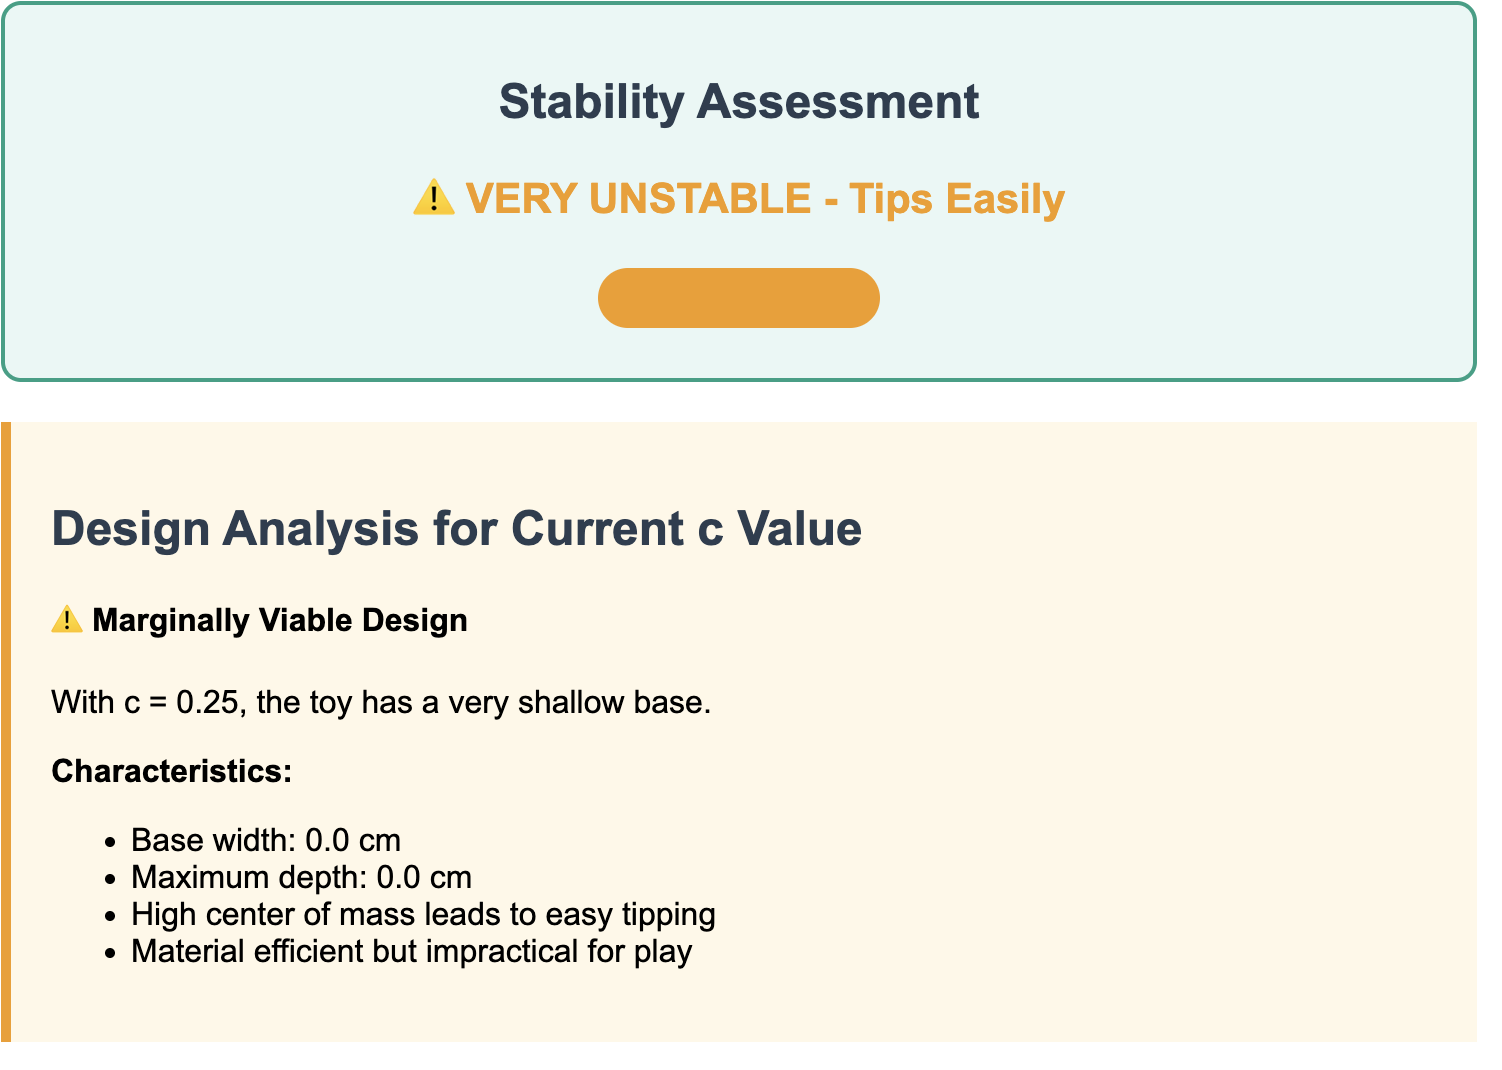 Stability Assessment
⚠️ VERY UNSTABLE - Tips Easily
Design Analysis for Current c Value
⚠️ Marginally Viable Design
With c = 0.25, the toy has a very shallow base.
Characteristics:
• Base width: 0.0 cm
• Maximum depth: 0.0 cm
• High center of mass leads to easy tipping
• Material efficient but impractical for play